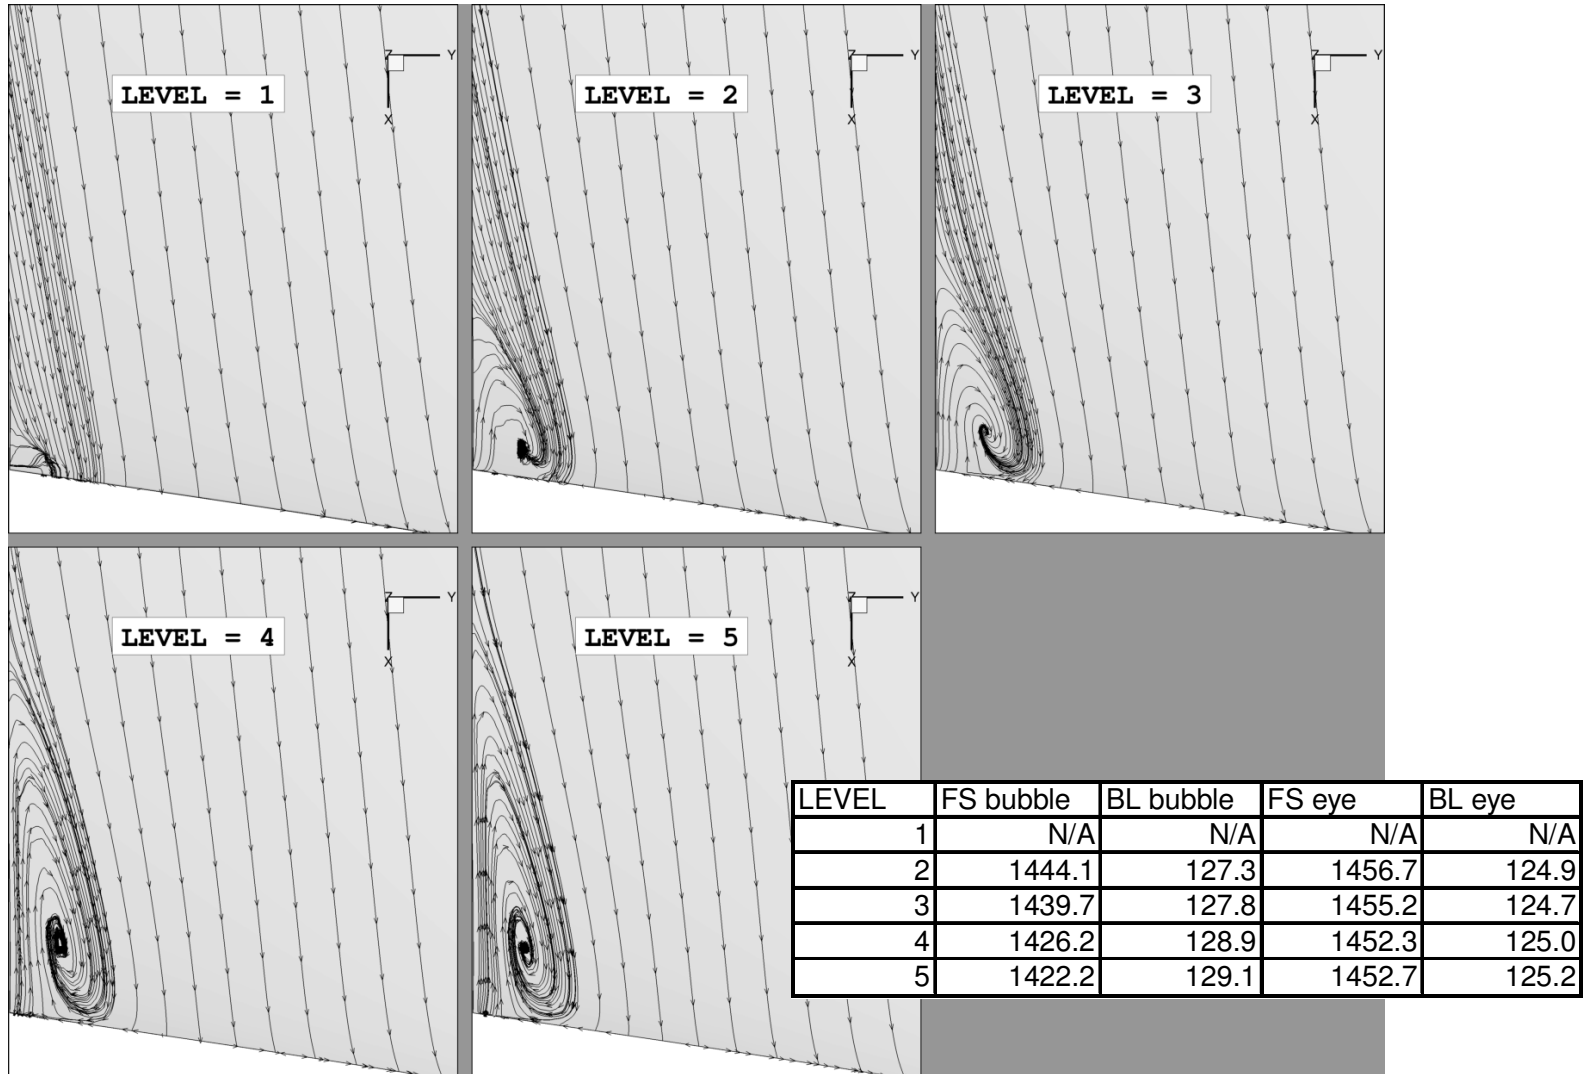 Z Y
LEVEL = 1
X
Z Y
LEVEL = 2
X
Z Y
LEVEL = 3
X
Z Y
LEVEL = 4
X
Z Y
LEVEL = 5
X
LEVEL FS bubble BL bubble FS eye BL eye
1 N/A N/A N/A N/A
2 1444.1 127.3 1456.7 124.9
3 1439.7 127.8 1455.2 124.7
4 1426.2 128.9 1452.3 125.0
5 1422.2 129.1 1452.7 125.2